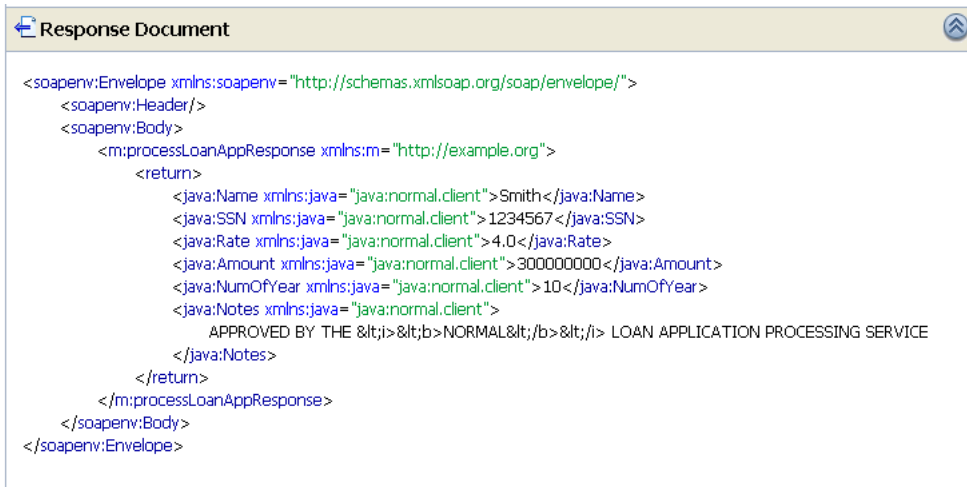 Response Document
<soapenv:Envelope xmlns:soapenv="http://schemas.xmlsoap.org/soap/envelope/">
<soapenv:Header/>
<soapenv:Body>
<m:processLoanAppResponse xmlns:m="http://example.org">
<return>
<java:Name xmlns:java="java:normal.client">Smith</java:Name>
<java:SSN xmlns:java="java:normal.client">1234567</java:SSN>
<java:Rate xmlns:java="java:normal.client">4.0</java:Rate>
<java:Amount xmlns:java="java:normal.client">300000000</java:Amount>
<java:NumOfYear xmlns:java="java:normal.client">10</java:NumOfYear>
<java:Notes xmlns:java="java:normal.client">
APPROVED BY THE &lt;i>&lt;b>NORMAL&lt;/b>&lt;/i> LOAN APPLICATION PROCESSING SERVICE
</java:Notes>
</return>
</m:processLoanAppResponse>
</soapenv:Body>
</soapenv:Envelope>